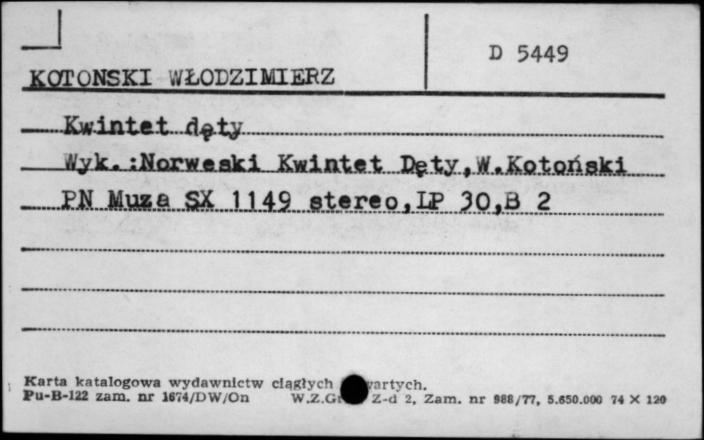 D 5449
KOTONSKI WŁODZIMIERZ
Kwintet dęty
Wyk.:Norweski Kwintet Dęty,W.Kotoński
PN Muza SX 1149 stereo,LP 30,B 2
Karta katalogowa wydawnictw ciągłych
Pu-B-122 zam. nr 1674/DW/On W.Z.Gr Z-d 2, Zam. nr 988/77, 5.650.000 74 X 120